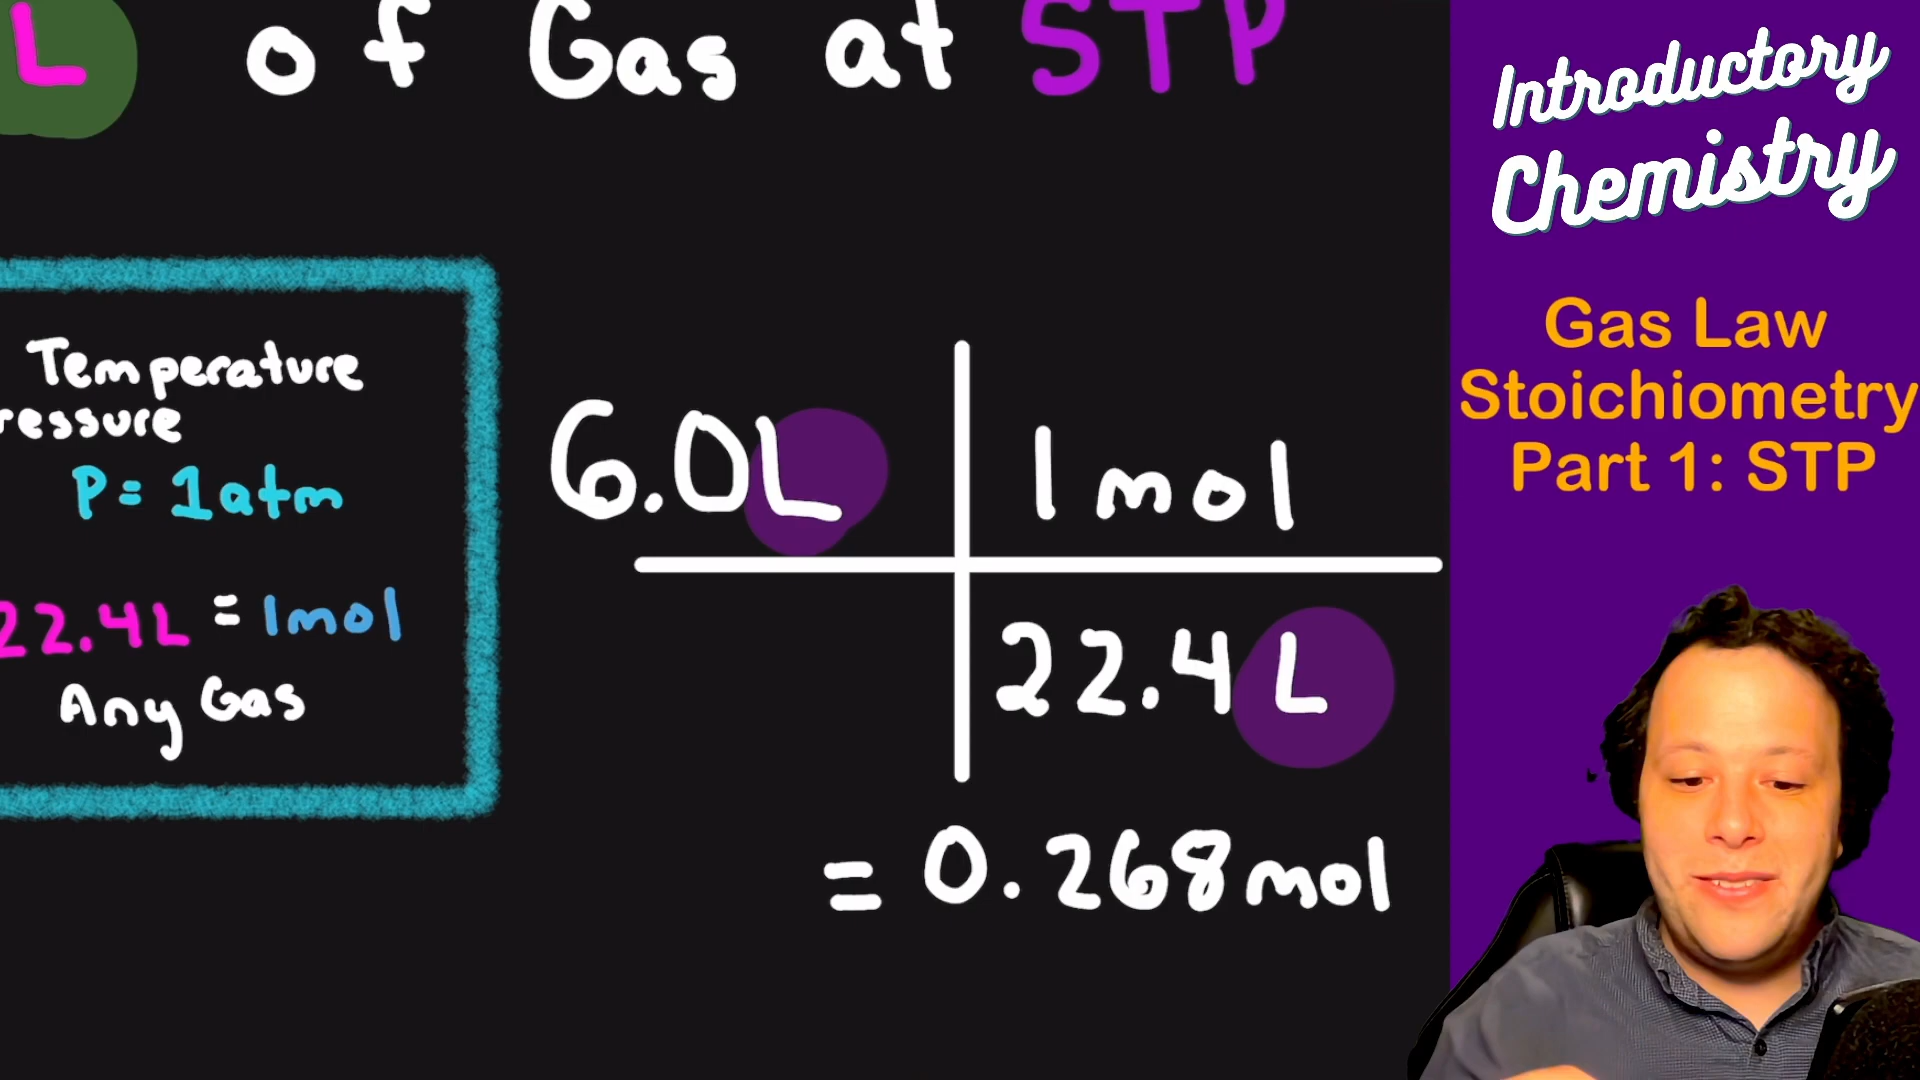 L of Gas at STP
Temperature
ressure
P = 1atm
22.4L = 1mol
Any Gas
6.0L 1mol
22.4 L
= 0.268mol
Introductory
Chemistry
Gas Law
Stoichiometry
Part 1: STP